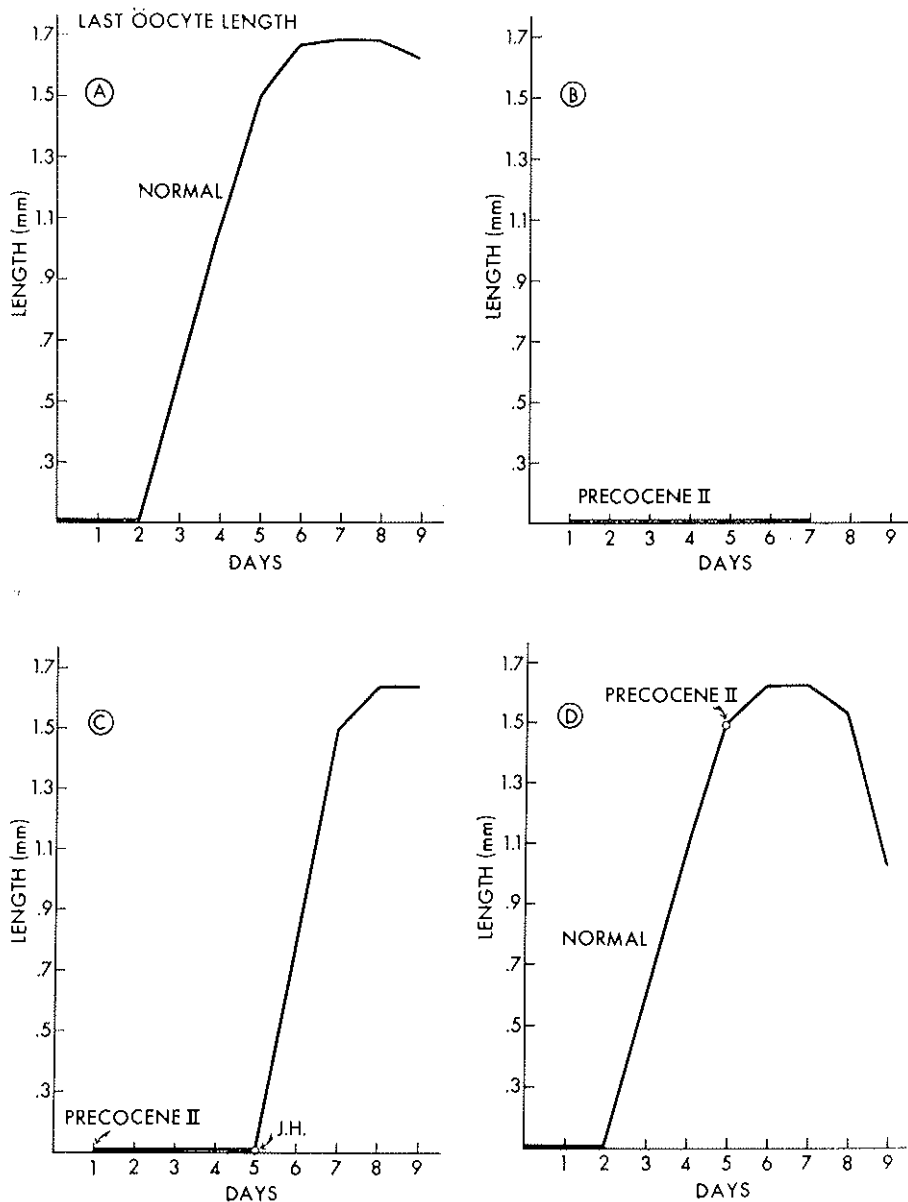 LAST ÖOCYTE LENGTH
A
1.7
1.5
1.3
1.1
.9
.7
.5
.3
LENGTH (mm)
NORMAL
1 2 3 4 5 6 7 8 9
DAYS
B
1.7
1.5
1.3
1.1
.9
.7
.5
.3
LENGTH (mm)
PRECOCENE II
1 2 3 4 5 6 7 8 9
DAYS
C
1.7
1.5
1.3
1.1
.9
.7
.5
.3
LENGTH (mm)
PRECOCENE II
J.H.
1 2 3 4 5 6 7 8 9
DAYS
D
PRECOCENE II
1.7
1.5
1.3
1.1
.9
.7
.5
.3
LENGTH (mm)
NORMAL
1 2 3 4 5 6 7 8 9
DAYS